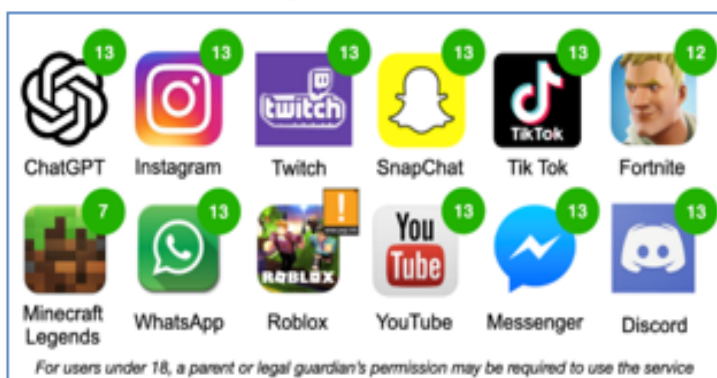 13 13 13 13 13 12
twitch
TikTok
ChatGPT Instagram Twitch SnapChat Tik Tok Fortnite
7 13 ! 13 13 13
You
Tube
ROBLOX
Minecraft Legends WhatsApp Roblox YouTube Messenger Discord
For users under 18, a parent or legal guardian's permission may be required to use the service